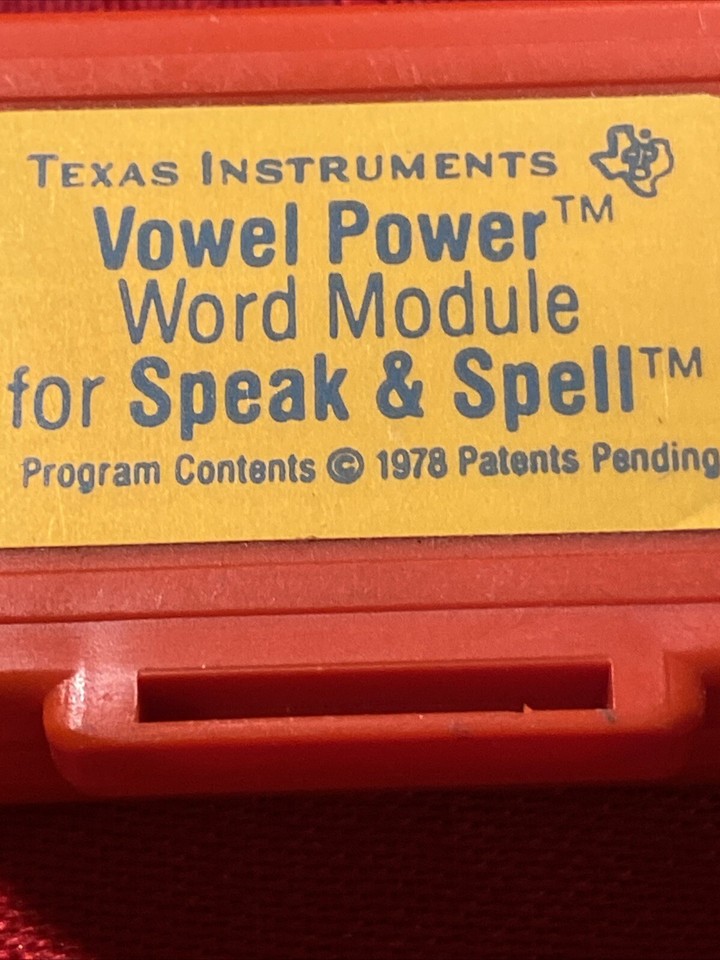 TEXAS INSTRUMENTS
Vowel Power™
Word Module
for Speak & Spell™
Program Contents © 1978 Patents Pending